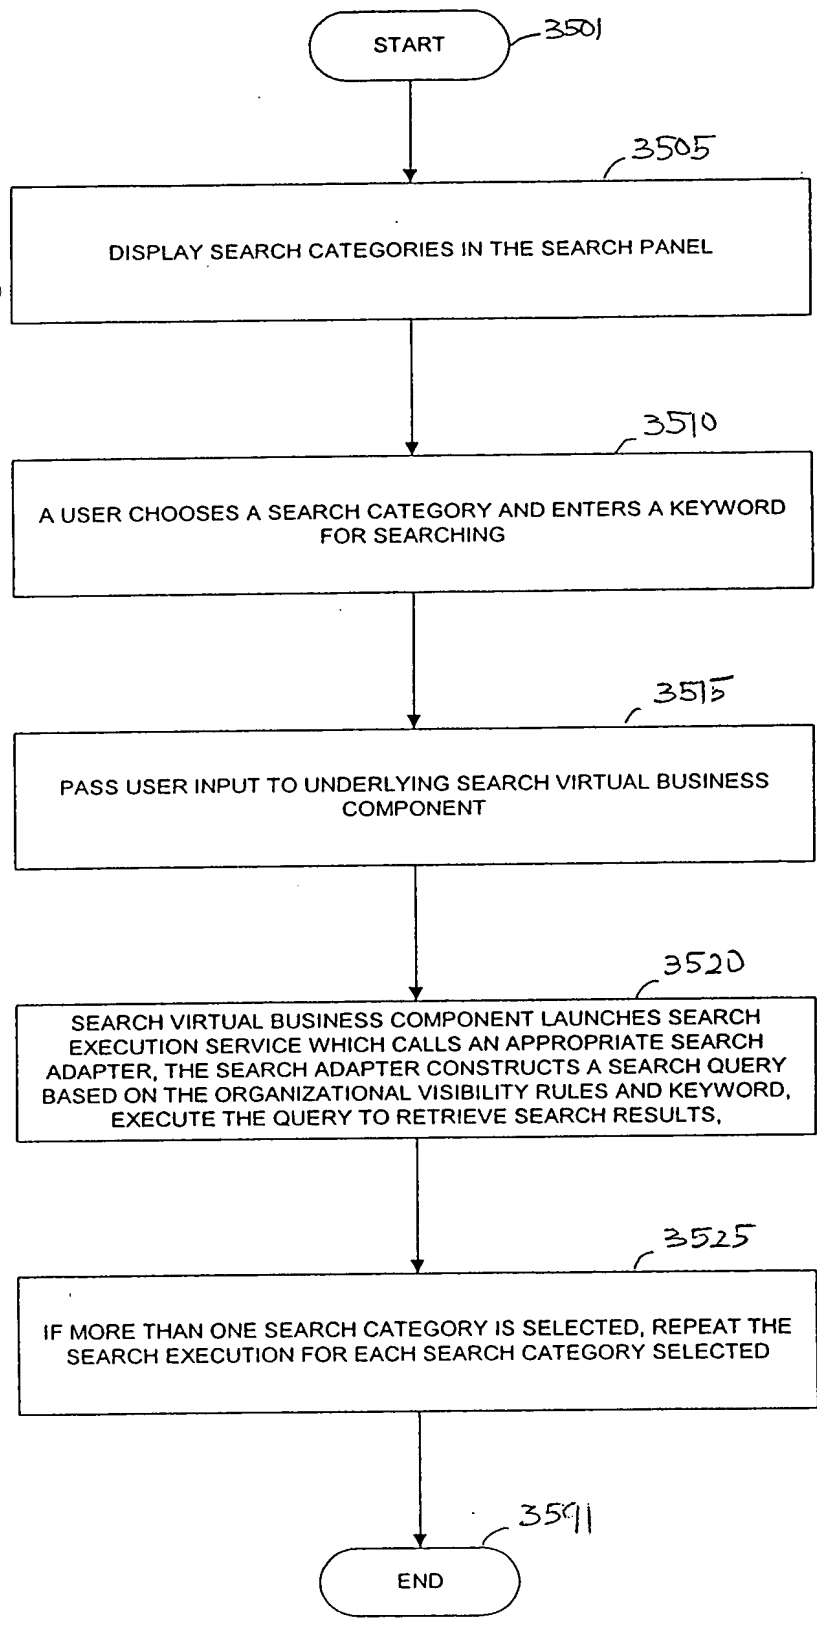 START
3501
3505
DISPLAY SEARCH CATEGORIES IN THE SEARCH PANEL
3510
A USER CHOOSES A SEARCH CATEGORY AND ENTERS A KEYWORD
FOR SEARCHING
3515
PASS USER INPUT TO UNDERLYING SEARCH VIRTUAL BUSINESS
COMPONENT
3520
SEARCH VIRTUAL BUSINESS COMPONENT LAUNCHES SEARCH
EXECUTION SERVICE WHICH CALLS AN APPROPRIATE SEARCH
ADAPTER, THE SEARCH ADAPTER CONSTRUCTS A SEARCH QUERY
BASED ON THE ORGANIZATIONAL VISIBILITY RULES AND KEYWORD,
EXECUTE THE QUERY TO RETRIEVE SEARCH RESULTS,
3525
IF MORE THAN ONE SEARCH CATEGORY IS SELECTED, REPEAT THE
SEARCH EXECUTION FOR EACH SEARCH CATEGORY SELECTED
3591
END